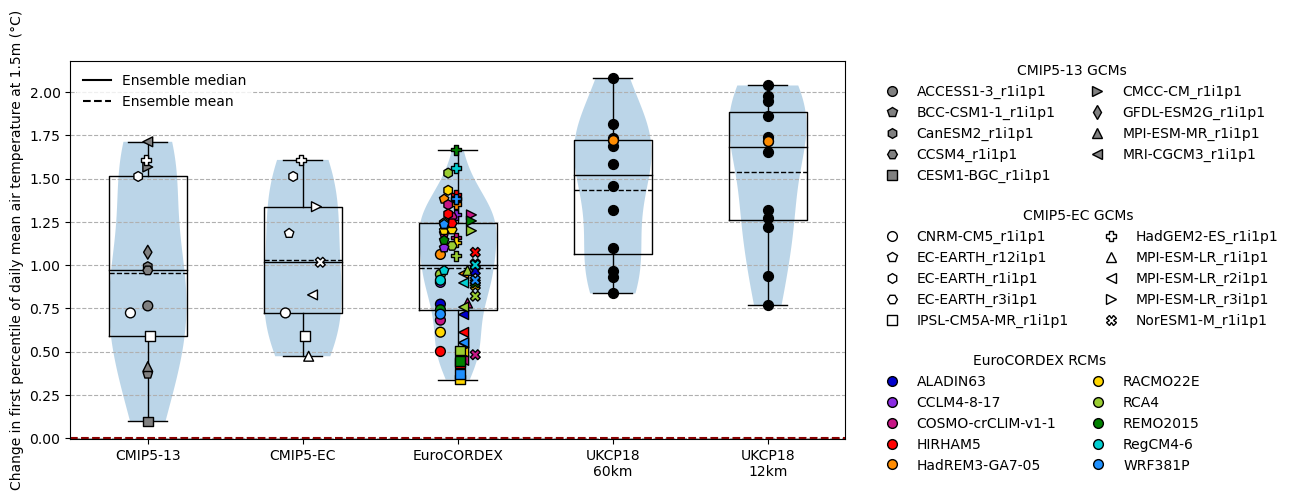 Change in first percentile of daily mean air temperature at 1.5m (°C)
2.00
1.75
1.50
1.25
1.00
0.75
0.50
0.25
0.00
Ensemble median
Ensemble mean
CMIP5-13
CMIP5-EC
EuroCORDEX
UKCP18
60km
UKCP18
12km
CMIP5-13 GCMs
ACCESS1-3_r1i1p1
BCC-CSM1-1_r1i1p1
CanESM2_r1i1p1
CCSM4_r1i1p1
CESM1-BGC_r1i1p1
CMCC-CM_r1i1p1
GFDL-ESM2G_r1i1p1
MPI-ESM-MR_r1i1p1
MRI-CGCM3_r1i1p1
CMIP5-EC GCMs
CNRM-CM5_r1i1p1
EC-EARTH_r12i1p1
EC-EARTH_r1i1p1
EC-EARTH_r3i1p1
IPSL-CM5A-MR_r1i1p1
HadGEM2-ES_r1i1p1
MPI-ESM-LR_r1i1p1
MPI-ESM-LR_r2i1p1
MPI-ESM-LR_r3i1p1
NorESM1-M_r1i1p1
EuroCORDEX RCMs
ALADIN63
CCLM4-8-17
COSMO-crCLIM-v1-1
HIRHAM5
HadREM3-GA7-05
RACMO22E
RCA4
REMO2015
RegCM4-6
WRF381P